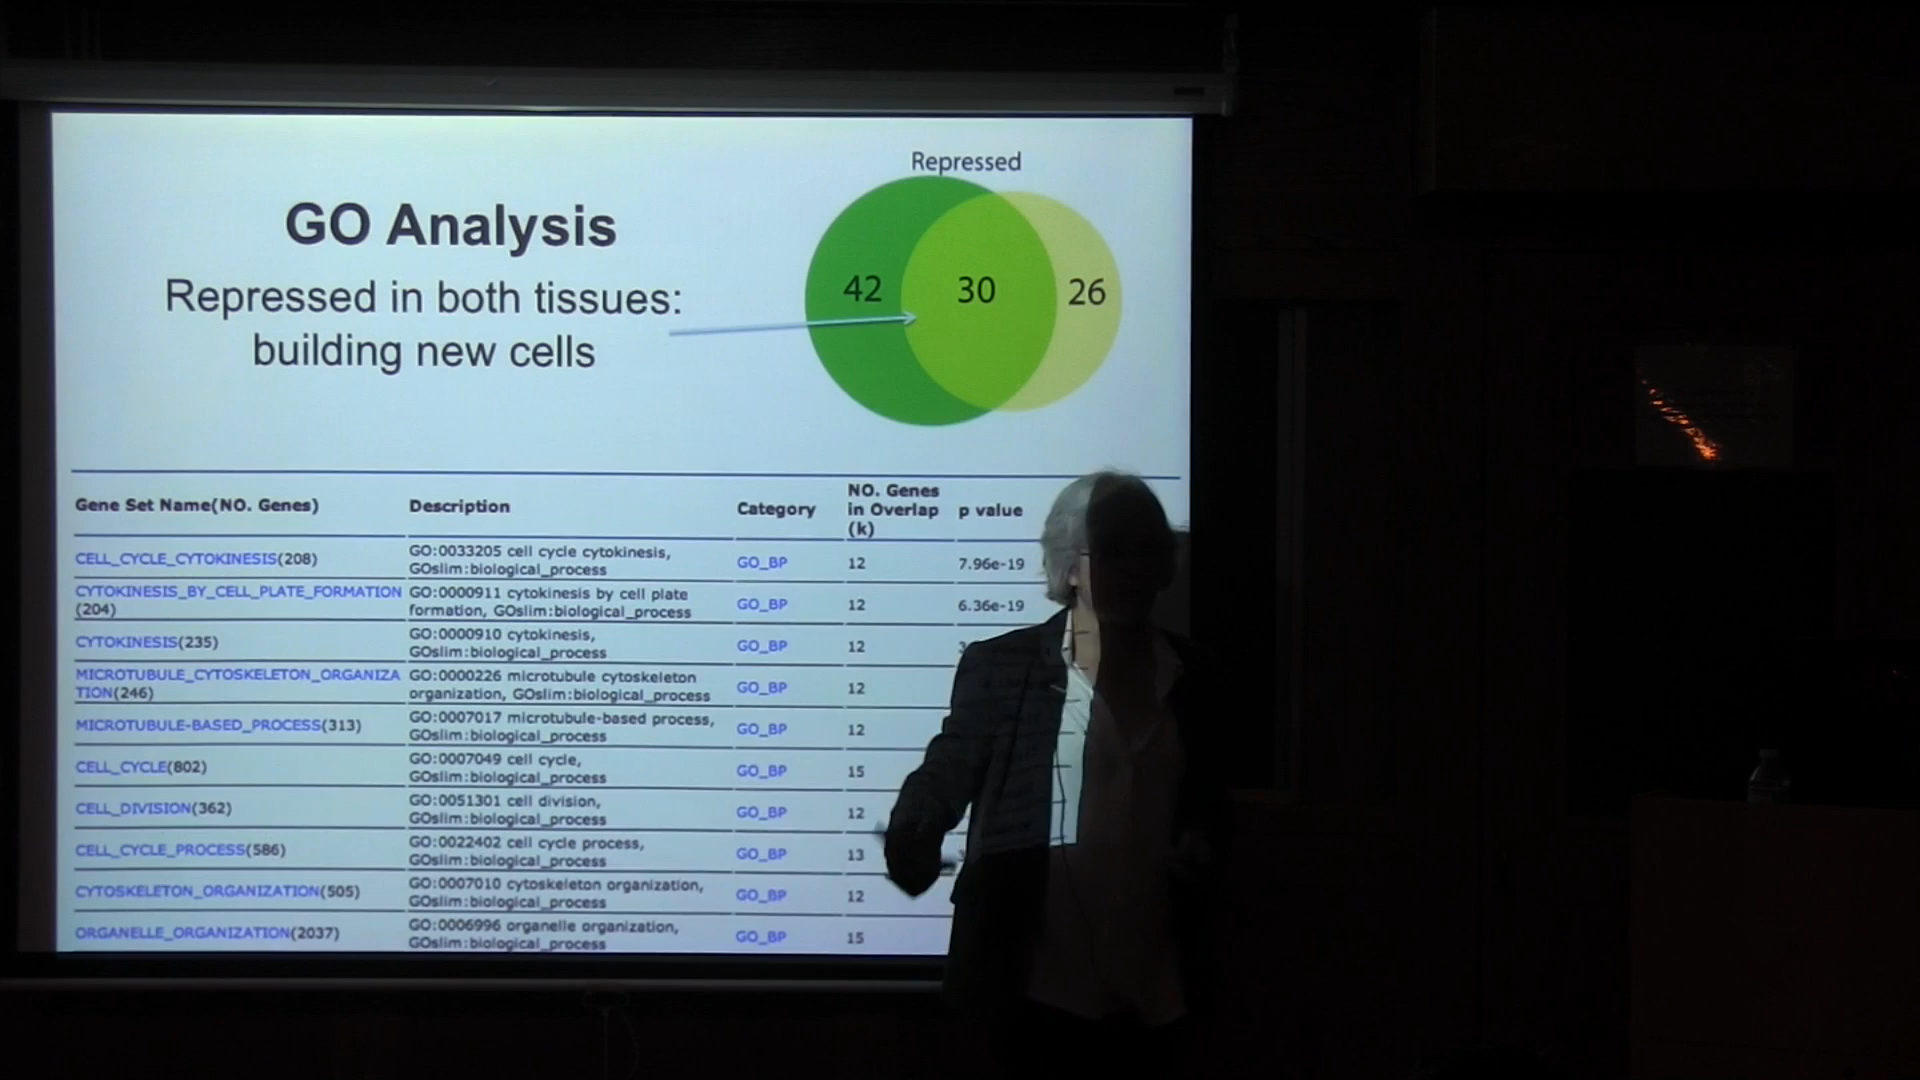 Repressed
GO Analysis
Repressed in both tissues:
building new cells
42
30
26
Gene Set Name(NO. Genes)
Description
Category
NO. Genes
in Overlap
(k)
p value
CELL_CYCLE_CYTOKINESIS(208)
GO:0033205 cell cycle cytokinesis,
GOslim:biological_process
GO_BP
12
7.96e-19
CYTOKINESIS_BY_CELL_PLATE_FORMATION
(204)
GO:0000911 cytokinesis by cell plate
formation, GOslim:biological_process
GO_BP
12
6.36e-19
CYTOKINESIS(235)
GO:0000910 cytokinesis,
GOslim:biological_process
GO_BP
12
MICROTUBULE_CYTOSKELETON_ORGANIZA
TION(246)
GO:0000226 microtubule cytoskeleton
organization, GOslim:biological_process
GO_BP
12
MICROTUBULE-BASED_PROCESS(313)
GO:0007017 microtubule-based process,
GOslim:biological_process
GO_BP
12
CELL_CYCLE(802)
GO:0007049 cell cycle,
GOslim:biological_process
GO_BP
15
CELL_DIVISION(362)
GO:0051301 cell division,
GOslim:biological_process
GO_BP
12
CELL_CYCLE_PROCESS(586)
GO:0022402 cell cycle process,
GOslim:biological_process
GO_BP
13
CYTOSKELETON_ORGANIZATION(505)
GO:0007010 cytoskeleton organization,
GOslim:biological_process
GO_BP
12
ORGANELLE_ORGANIZATION(2037)
GO:0006996 organelle organization,
GOslim:biological_process
GO_BP
15